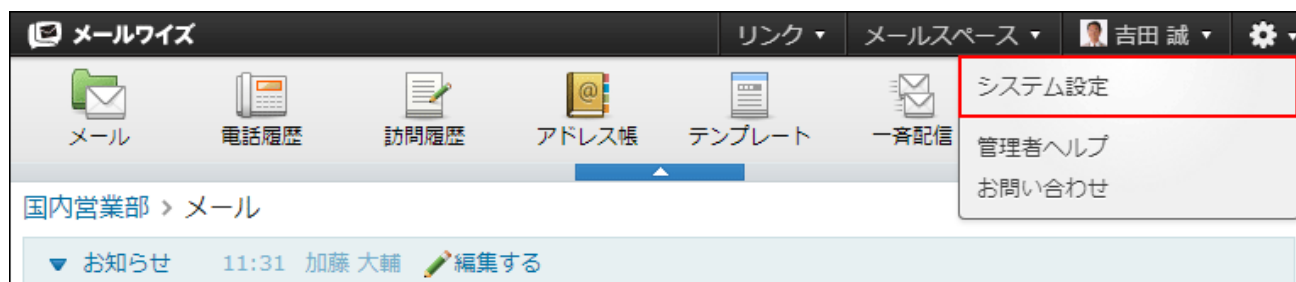 メールワイズ リンク メールスペース 吉田 誠
システム設定
メール 電話履歴 訪問履歴 アドレス帳 テンプレート 一斉配信
管理者ヘルプ
お問い合わせ
国内営業部 > メール
お知らせ 11:31 加藤 大輔 編集する